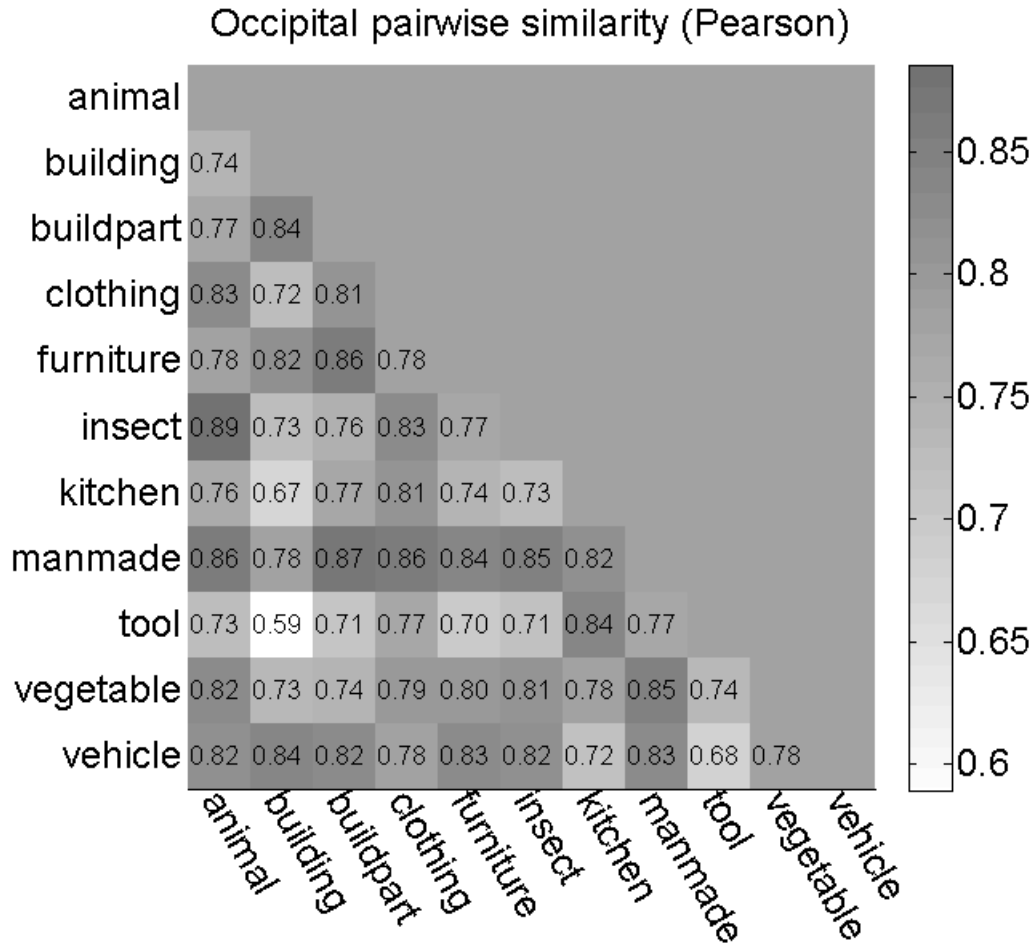 Occipital pairwise similarity (Pearson)
animal
building 0.74
buildpart 0.77 0.84
clothing 0.83 0.72 0.81
furniture 0.78 0.82 0.86 0.78
insect 0.89 0.73 0.76 0.83 0.77
kitchen 0.76 0.67 0.77 0.81 0.74 0.73
manmade 0.86 0.78 0.87 0.86 0.84 0.85 0.82
tool 0.73 0.59 0.71 0.77 0.70 0.71 0.84 0.77
vegetable 0.82 0.73 0.74 0.79 0.80 0.81 0.78 0.85 0.74
vehicle 0.82 0.84 0.82 0.78 0.83 0.82 0.72 0.83 0.68 0.78
animal building buildpart clothing furniture insect kitchen manmade tool vegetable vehicle
0.85
0.8
0.75
0.7
0.65
0.6